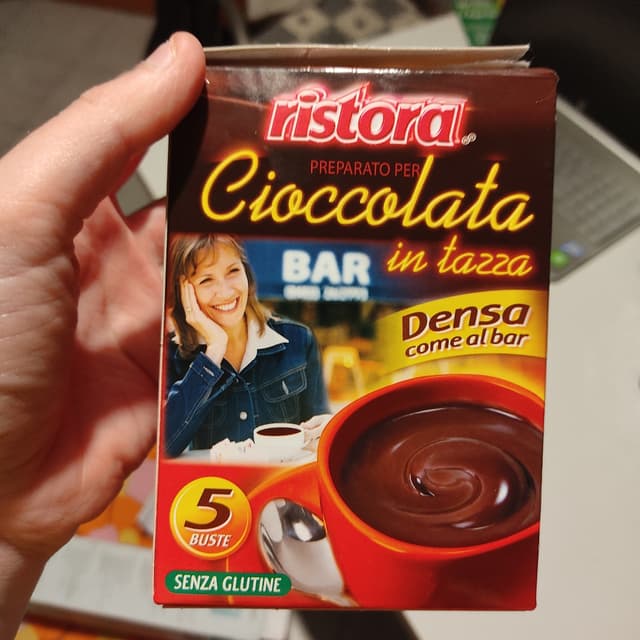 ristora
PREPARATO PER
Cioccolata
in tazza
BAR
Densa
come al bar
5
BUSTE
SENZA GLUTINE